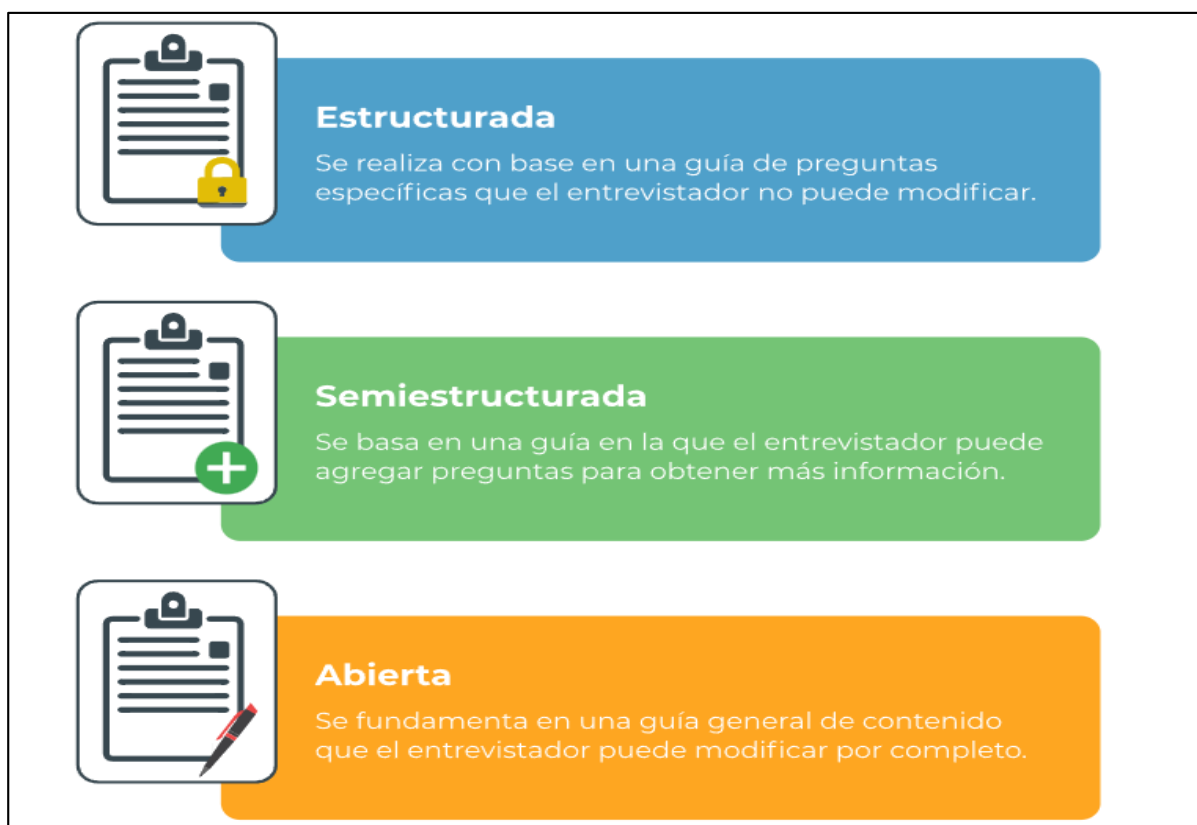 Estructurada
Se realiza con base en una guía de preguntas
específicas que el entrevistador no puede modificar.
Semiestructurada
Se basa en una guía en la que el entrevistador puede
agregar preguntas para obtener más información.
Abierta
Se fundamenta en una guía general de contenido
que el entrevistador puede modificar por completo.